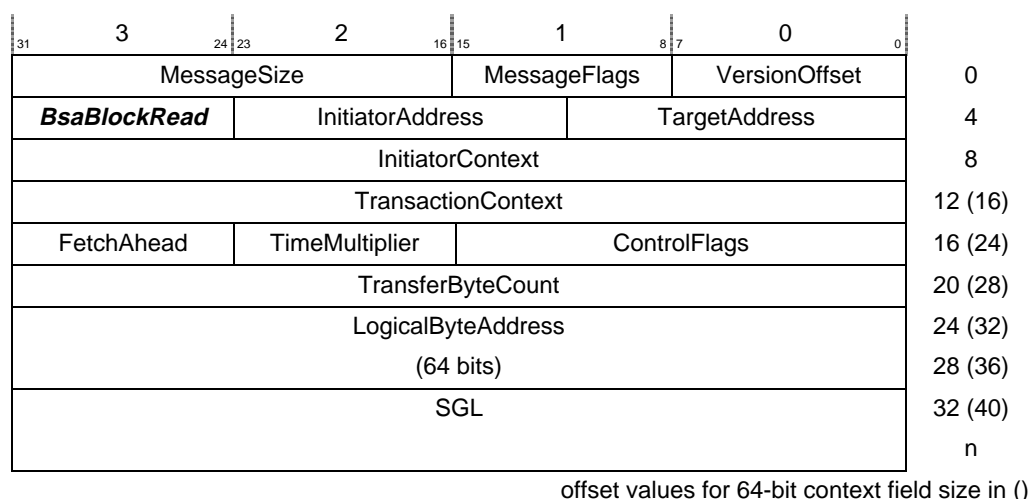 3 2 1 0
31 24 23 16 15 8 7 0
MessageSize MessageFlags VersionOffset 0
BsaBlockRead InitiatorAddress TargetAddress 4
InitiatorContext 8
TransactionContext 12 (16)
FetchAhead TimeMultiplier ControlFlags 16 (24)
TransferByteCount 20 (28)
LogicalByteAddress 24 (32)
(64 bits) 28 (36)
SGL 32 (40)
n
offset values for 64-bit context field size in ()